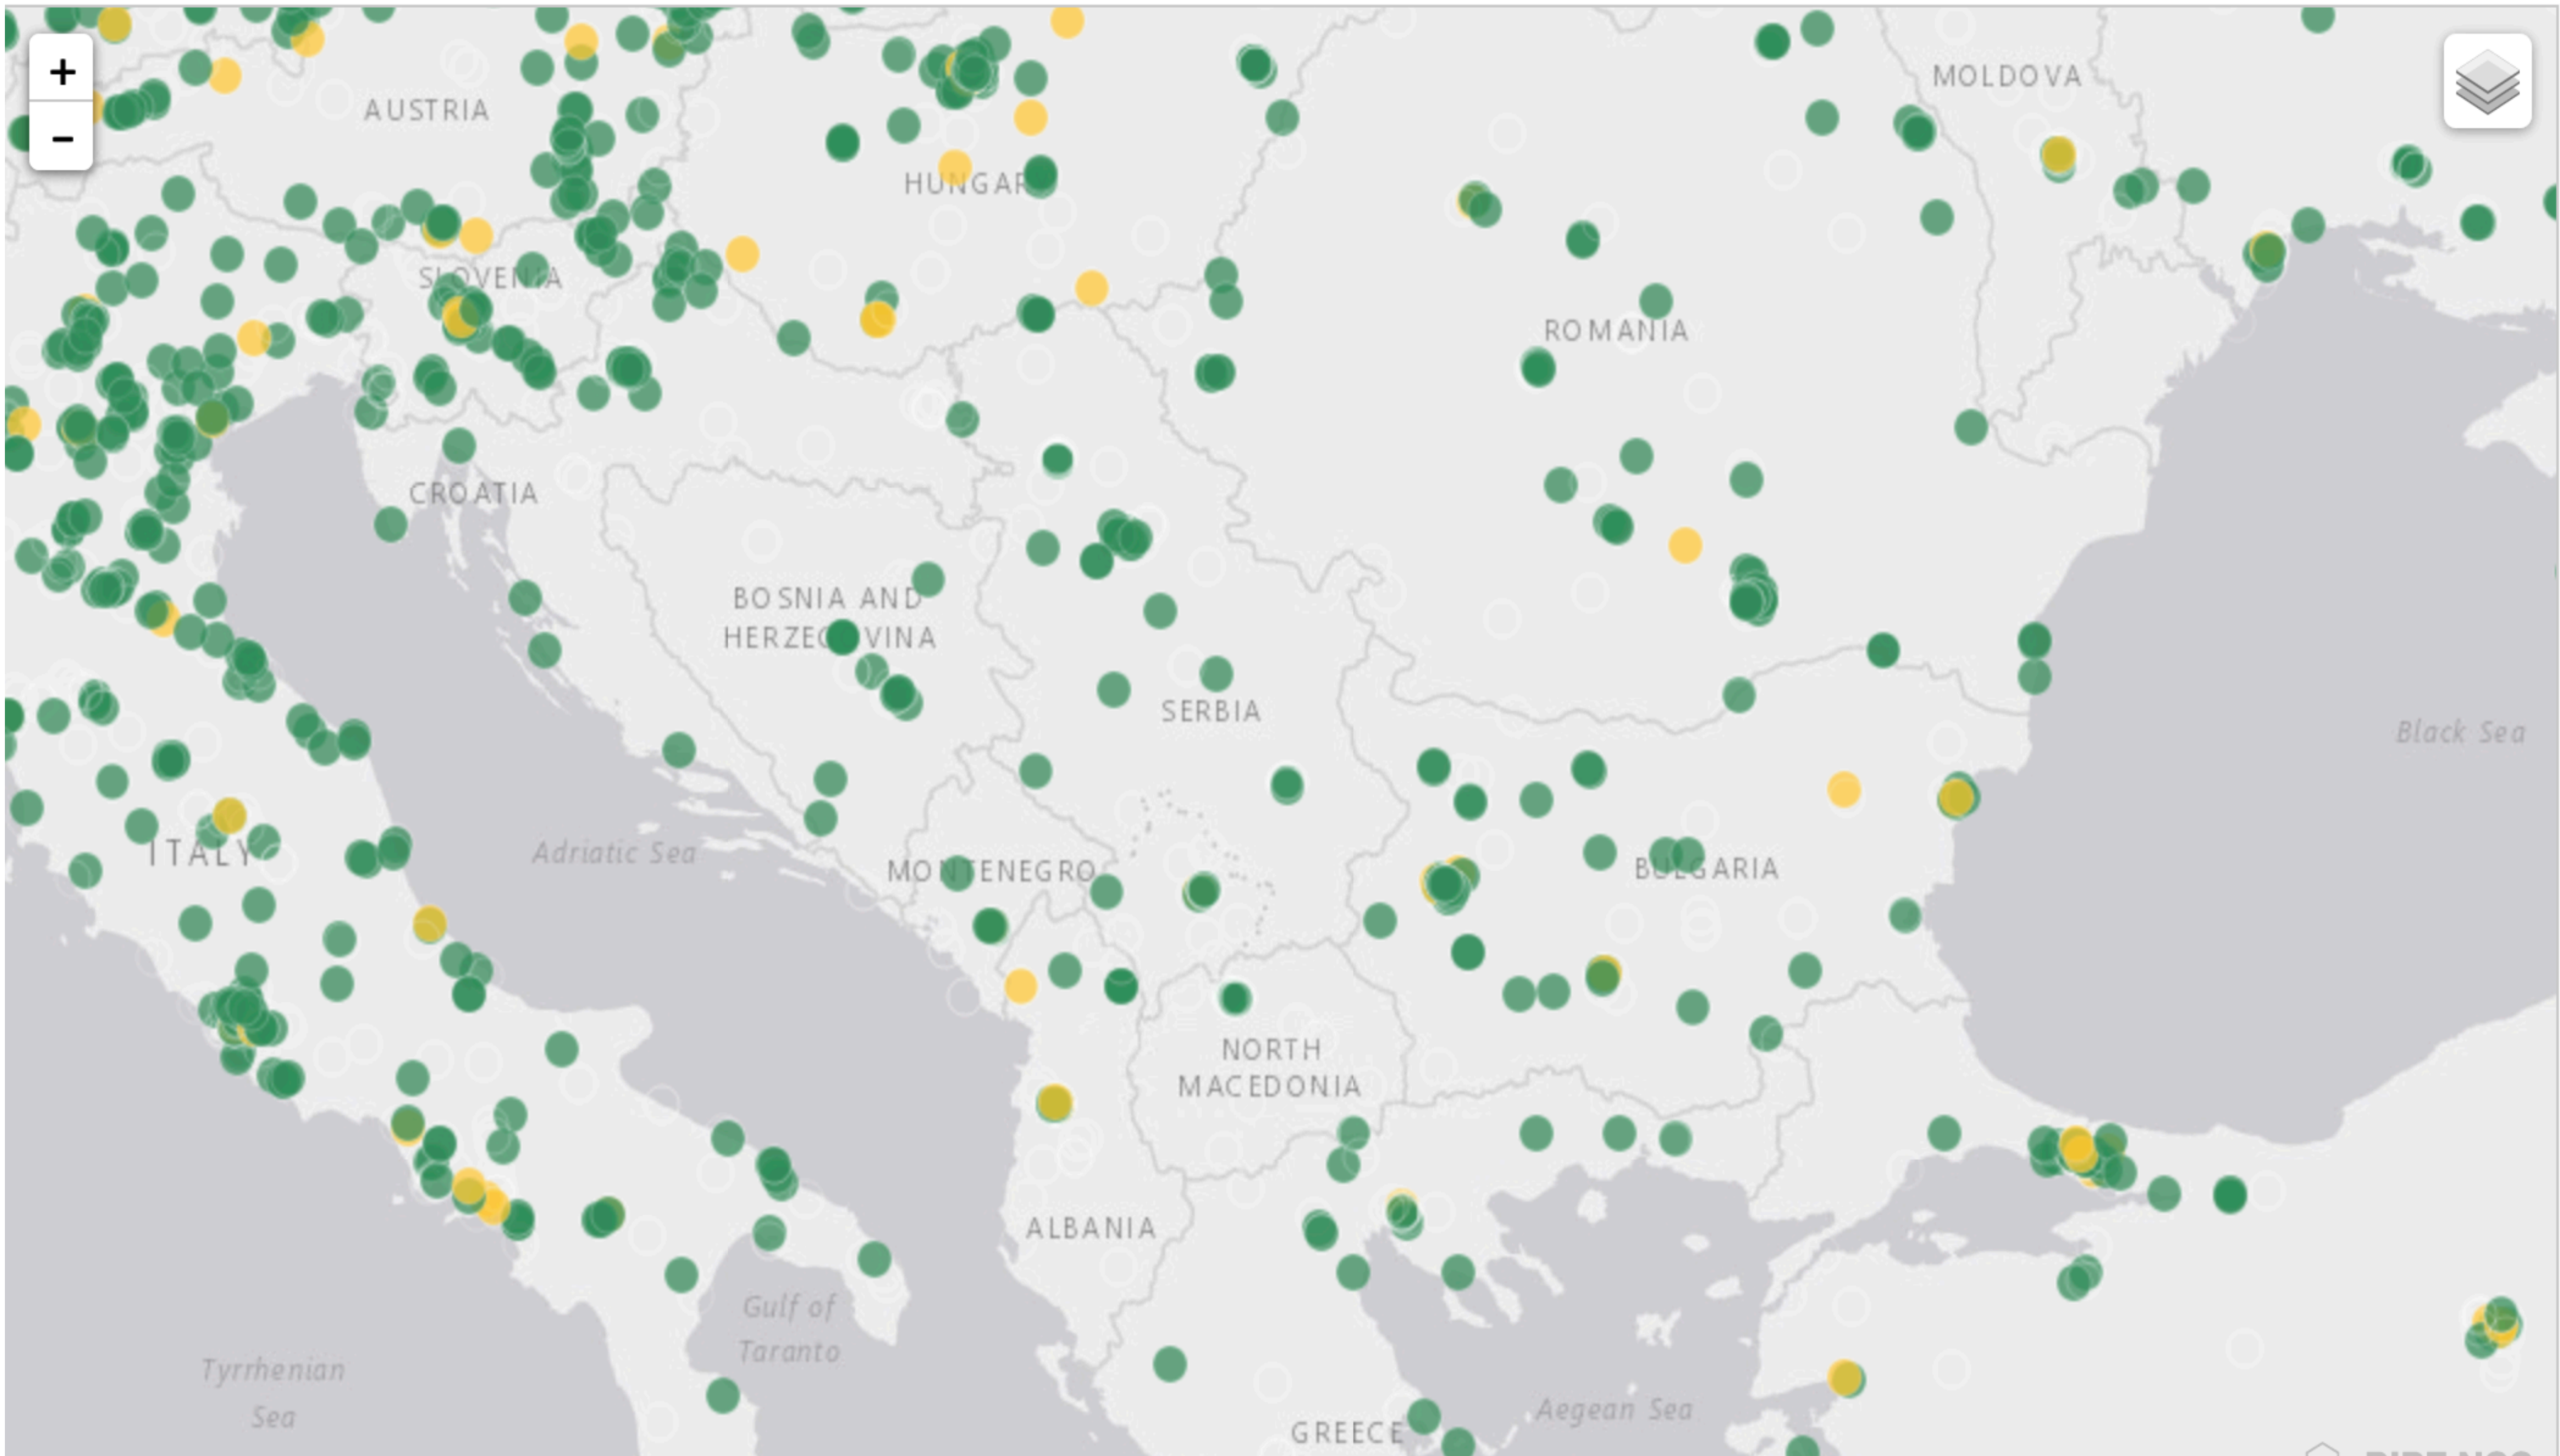 +
−
MOLDOVA
AUSTRIA
HUNGAR
SLOVENIA
ROMANIA
CROATIA
BOSNIA AND
HERZEGOVINA
SERBIA
Black Sea
ITALY
Adriatic Sea
MONTENEGRO
BULGARIA
NORTH
MACEDONIA
ALBANIA
Gulf of
Taranto
Tyrrhenian
Sea
Aegean Sea
GREECE